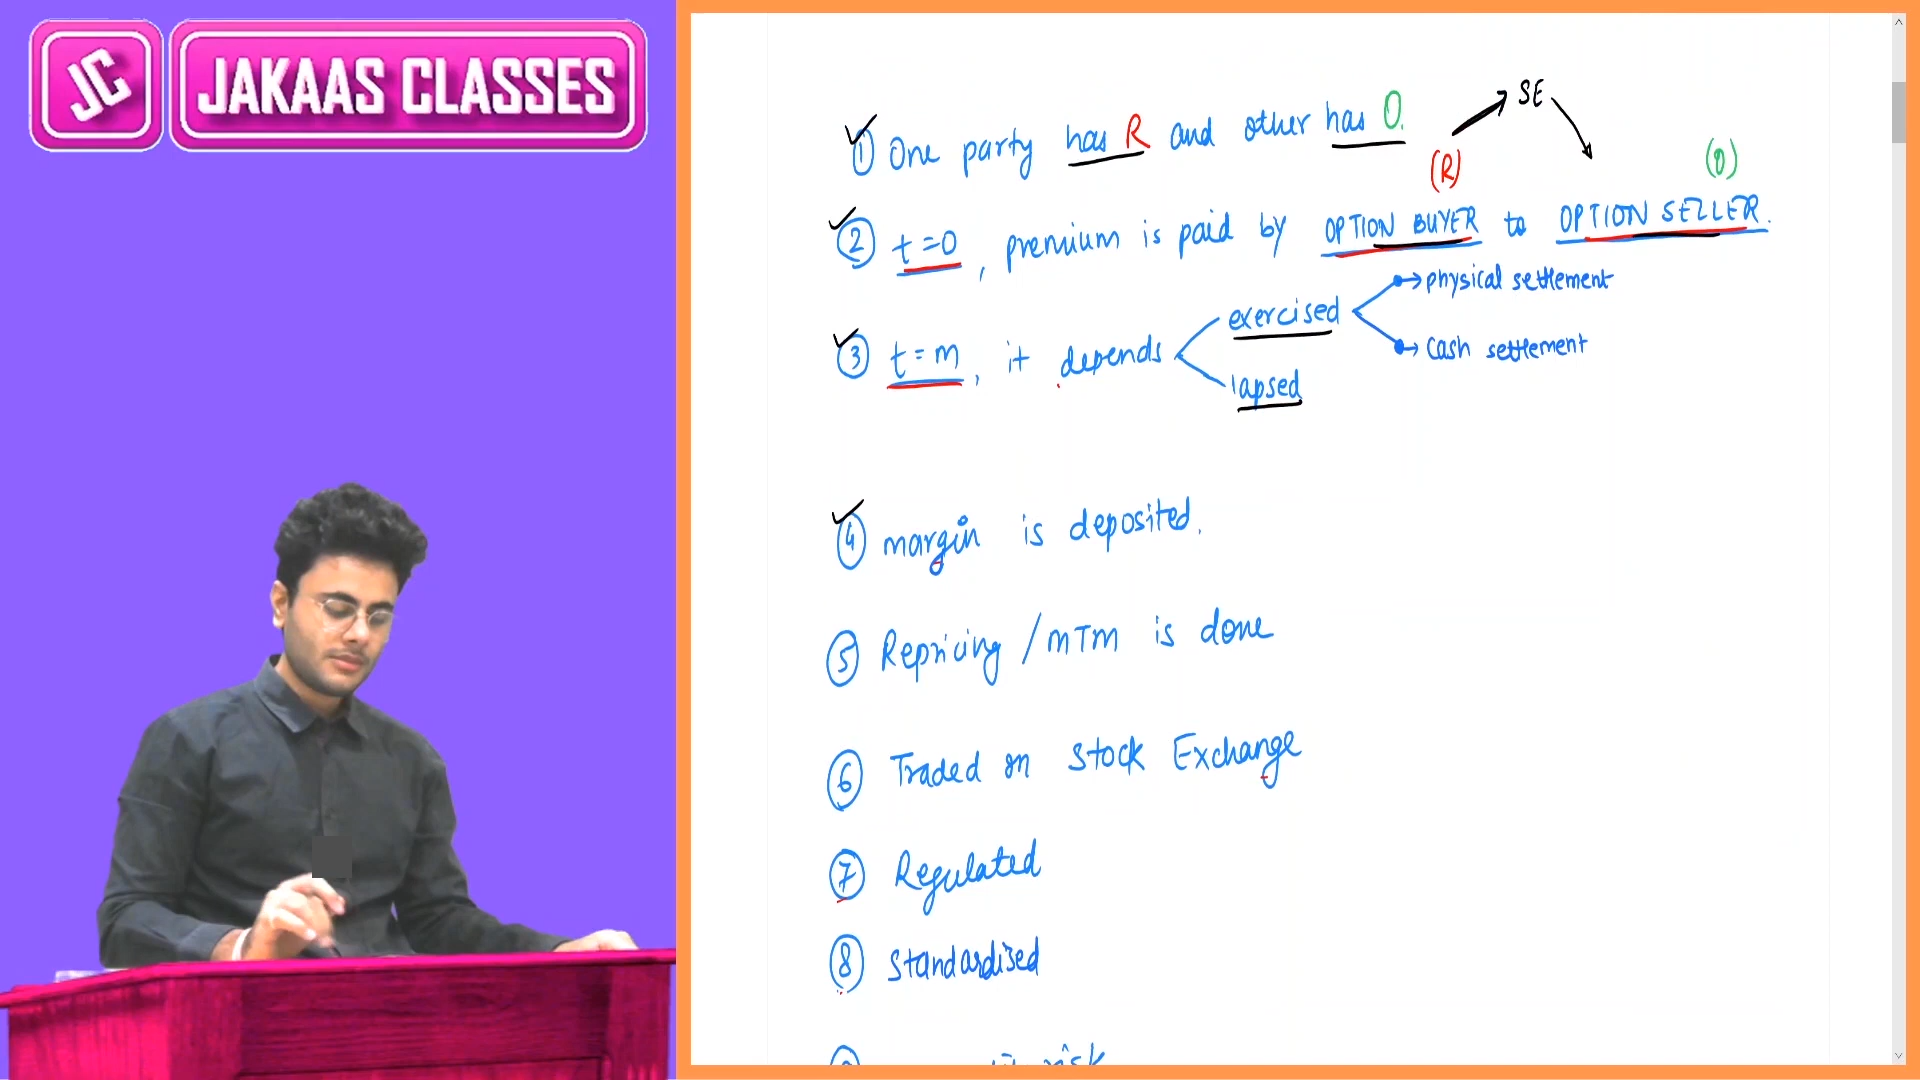 JC JAKAAS CLASSES
SE
① One party has R and other has O.
(R) (O)
② t=0, premium is paid by OPTION BUYER to OPTION SELLER.
physical settlement
exercised
③ t=m, it depends
cash settlement
lapsed
④ margin is deposited.
⑤ Repricing/MTM is done
⑥ Traded on Stock Exchange
⑦ Regulated
⑧ Standardised
risk